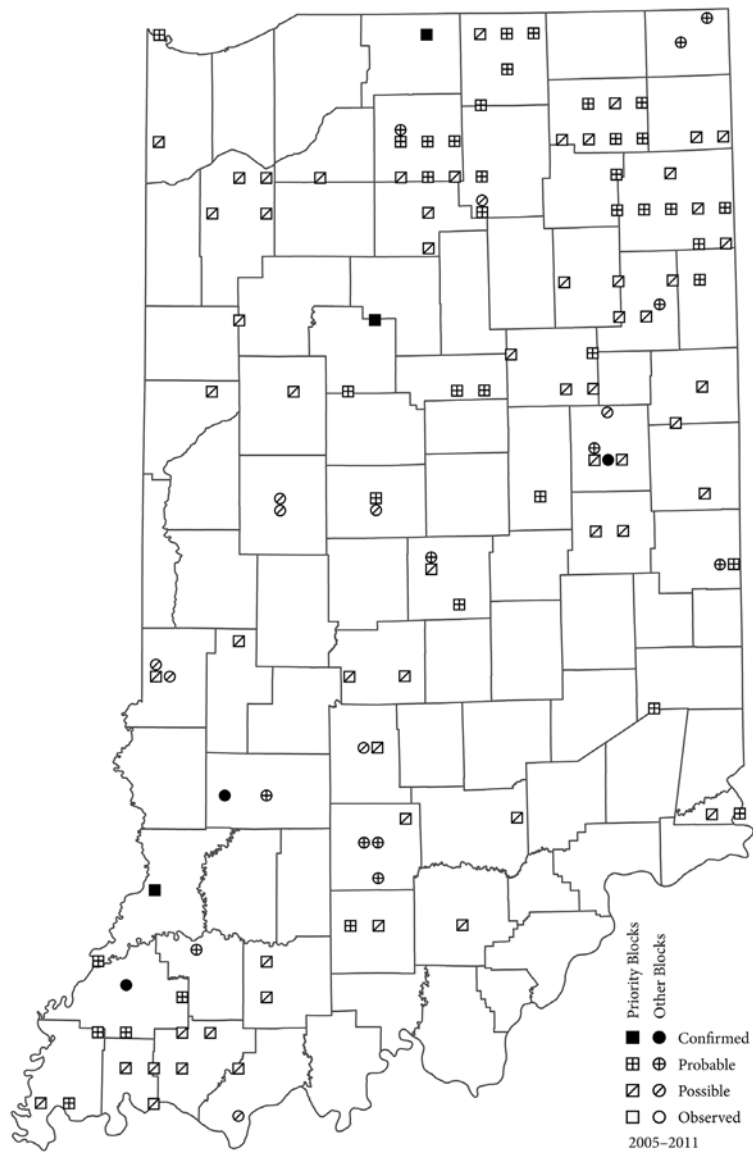 Priority Blocks
Other Blocks
Confirmed
Probable
Possible
Observed
2005–2011